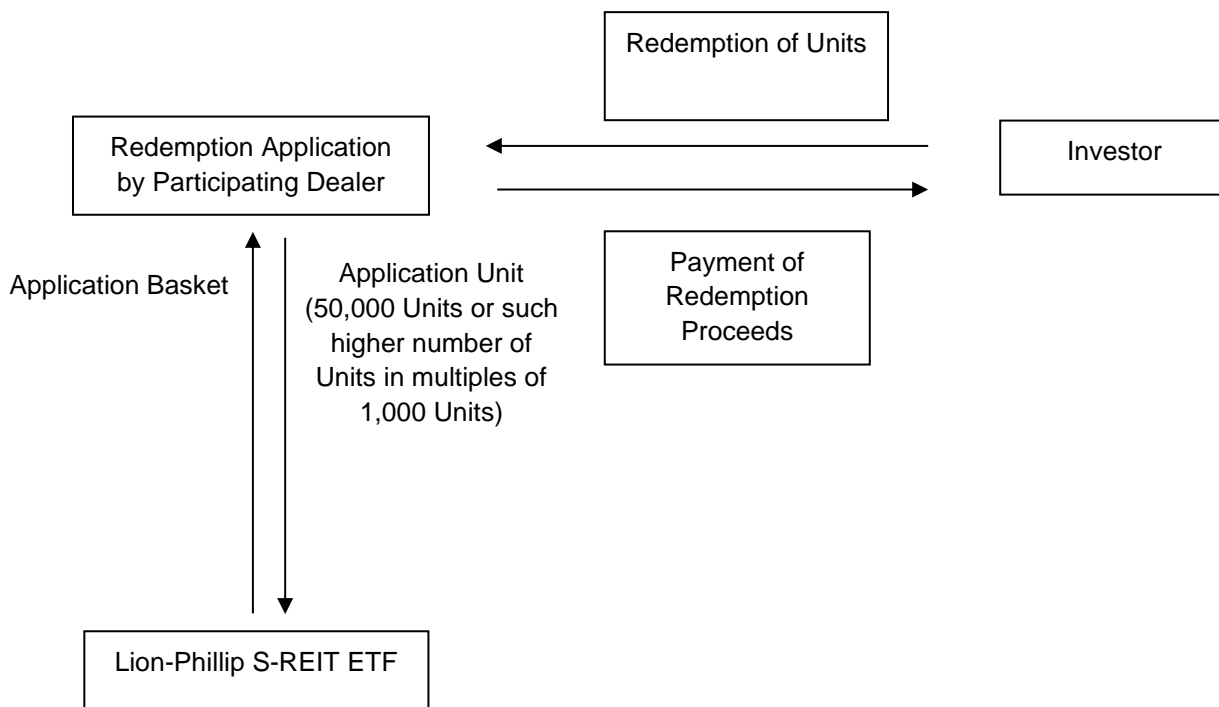 Redemption of Units
Redemption Application
by Participating Dealer
Investor
Application Basket
Application Unit
(50,000 Units or such
higher number of
Units in multiples of
1,000 Units)
Payment of
Redemption
Proceeds
Lion-Phillip S-REIT ETF